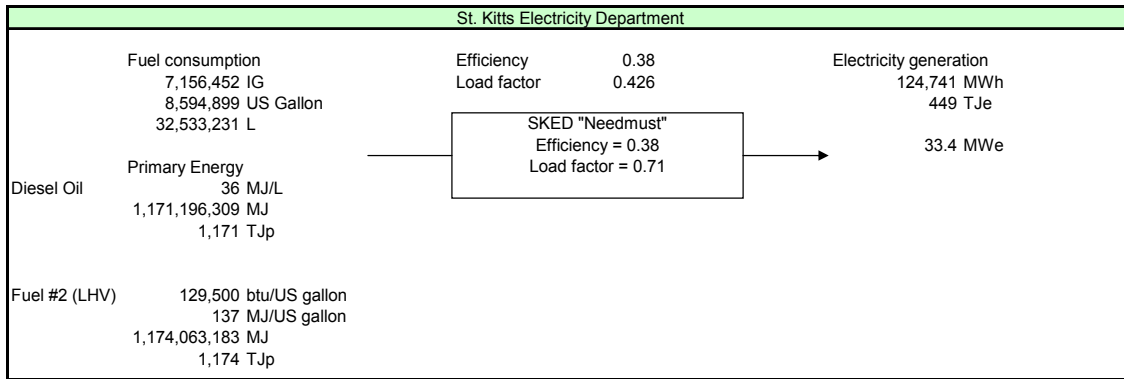 St. Kitts Electricity Department
Fuel consumption Efficiency 0.38 Electricity generation
7,156,452 IG Load factor 0.426 124,741 MWh
8,594,899 US Gallon 449 TJe
32,533,231 L SKED "Needmust"
Efficiency = 0.38 33.4 MWe
Primary Energy Load factor = 0.71
Diesel Oil 36 MJ/L
1,171,196,309 MJ
1,171 TJp
Fuel #2 (LHV) 129,500 btu/US gallon
137 MJ/US gallon
1,174,063,183 MJ
1,174 TJp